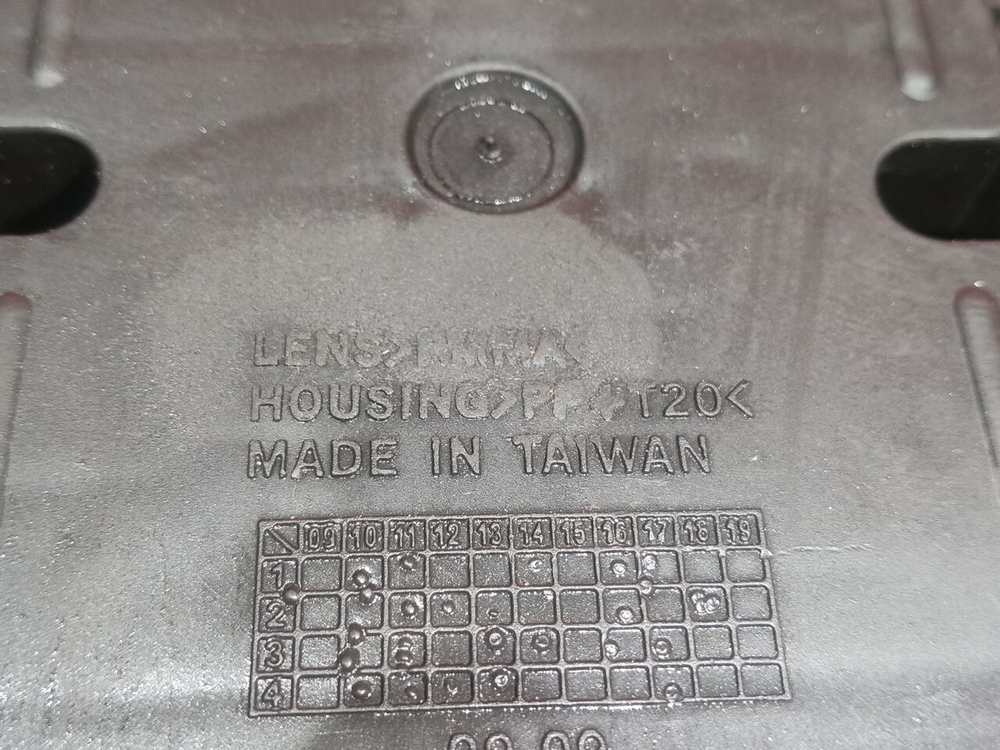 LENS>PMMA<
HOUSING>PP+T20<
MADE IN TAIWAN
09 10 11 12 13 14 15 16 17 18 19
1
2
3
4